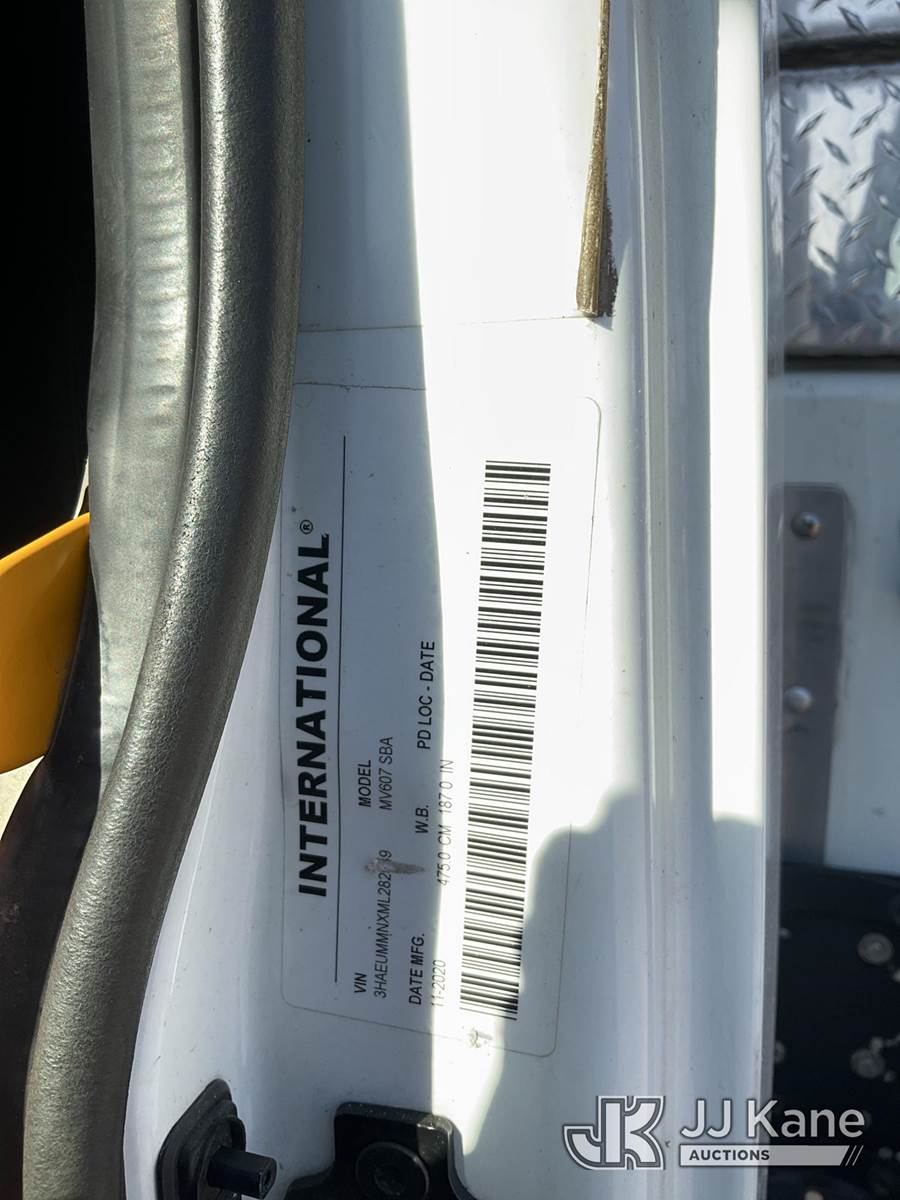 INTERNATIONAL®
VIN MODEL
MV607 SBA
DATE MFG. W.B. PD LOC - DATE
11-2020 475.0 CM 187.0 IN
JK JJ Kane
AUCTIONS